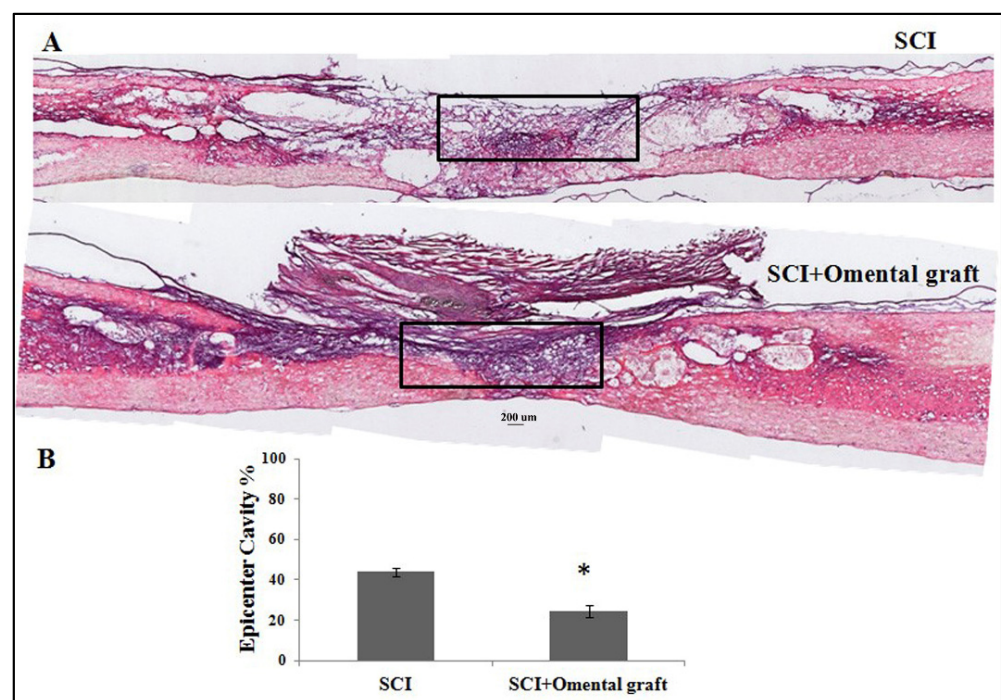 A
SCI
SCI+Omental graft
200 um
B
Epicenter Cavity %
100
80
60
40
20
0
*
SCI
SCI+Omental graft